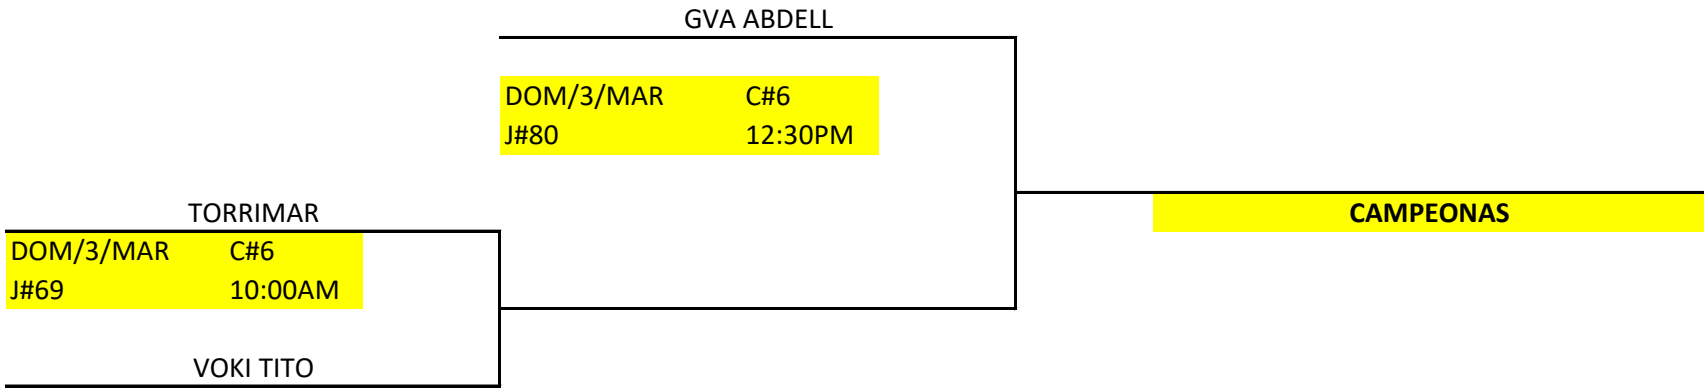 GVA ABDELL
DOM/3/MAR C#6
J#80 12:30PM
TORRIMAR
CAMPEONAS
DOM/3/MAR C#6
J#69 10:00AM
VOKI TITO